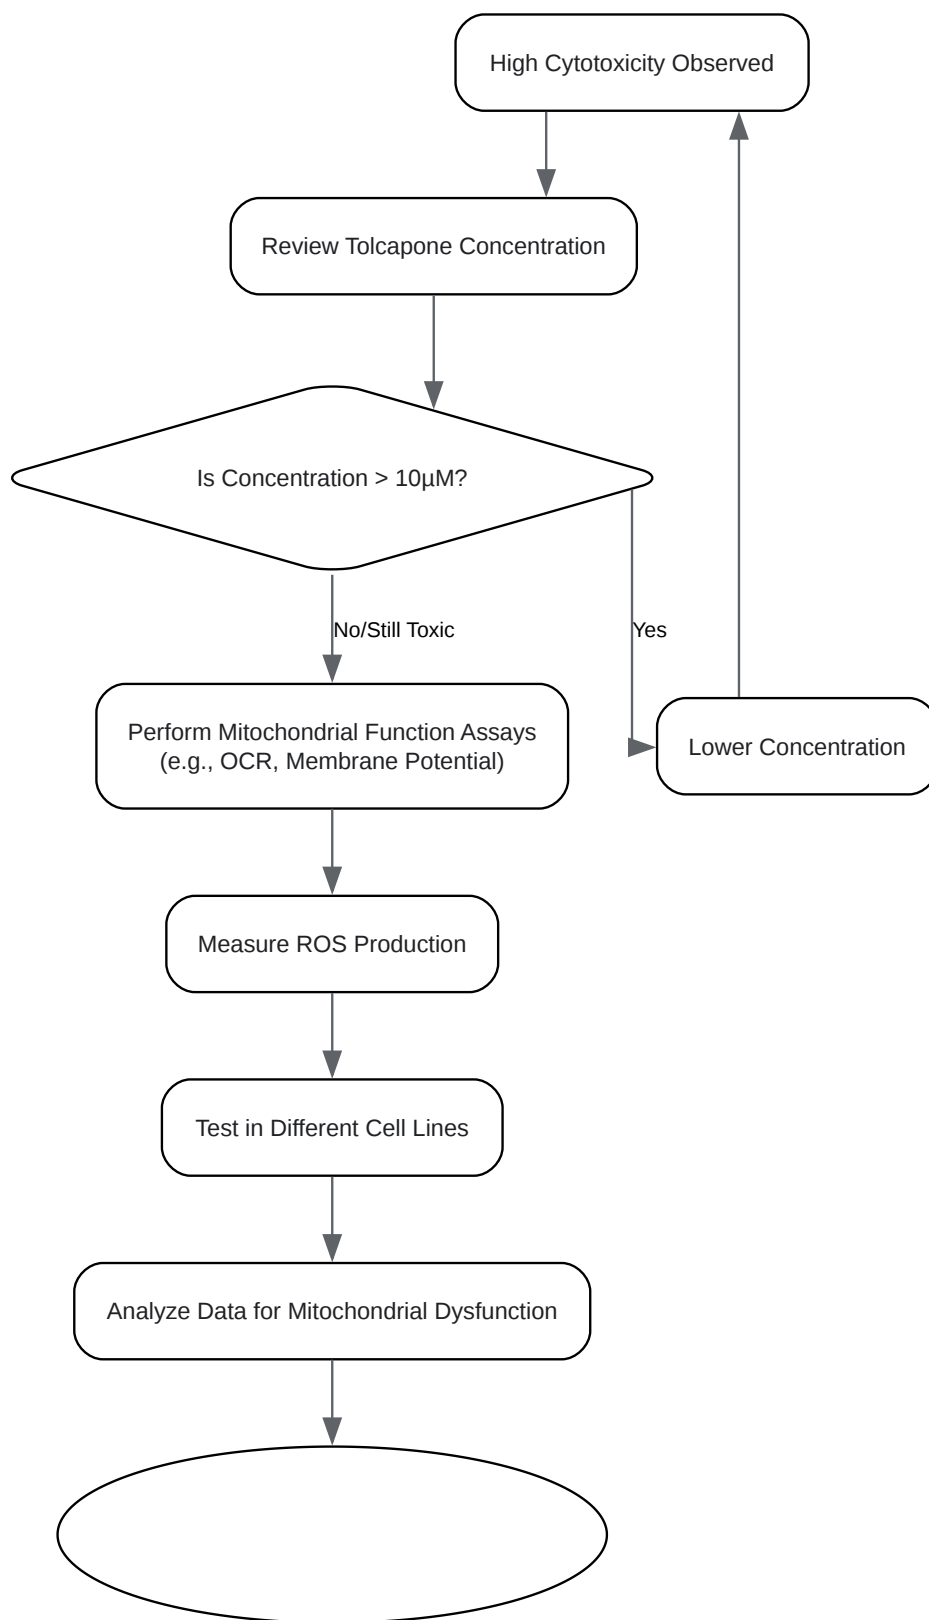 High Cytotoxicity Observed
Review Tolcapone Concentration
Is Concentration > 10µM?
No/Still Toxic
Yes
Perform Mitochondrial Function Assays
(e.g., OCR, Membrane Potential)
Lower Concentration
Measure ROS Production
Test in Different Cell Lines
Analyze Data for Mitochondrial Dysfunction